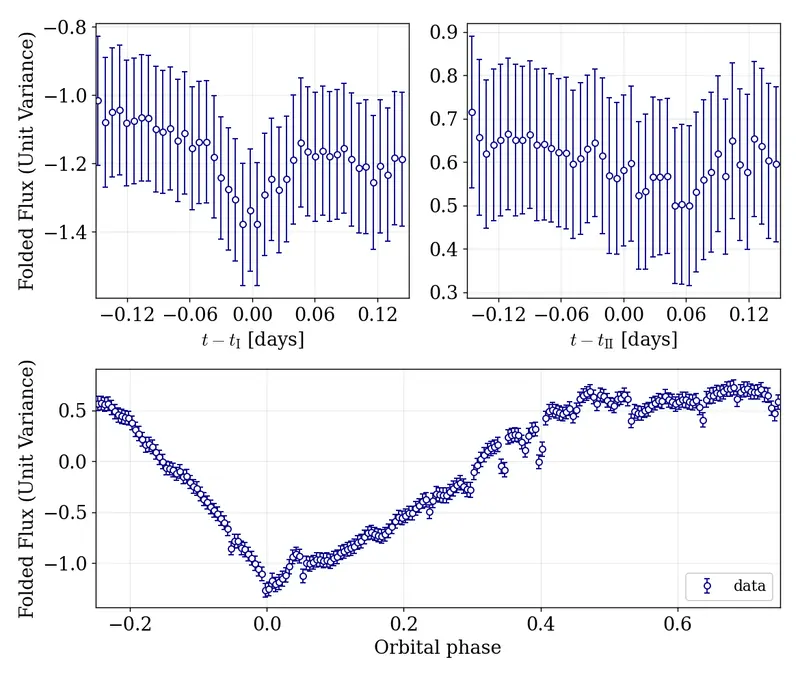 Folded Flux (Unit Variance)
−0.8
−1.0
−1.2
−1.4
−0.12 −0.06 0.00 0.06 0.12
t − tI [days]
0.9
0.8
0.7
0.6
0.5
0.4
0.3
−0.12 −0.06 0.00 0.06 0.12
t − tII [days]
Folded Flux (Unit Variance)
0.5
0.0
−0.5
−1.0
data
−0.2 0.0 0.2 0.4 0.6
Orbital phase